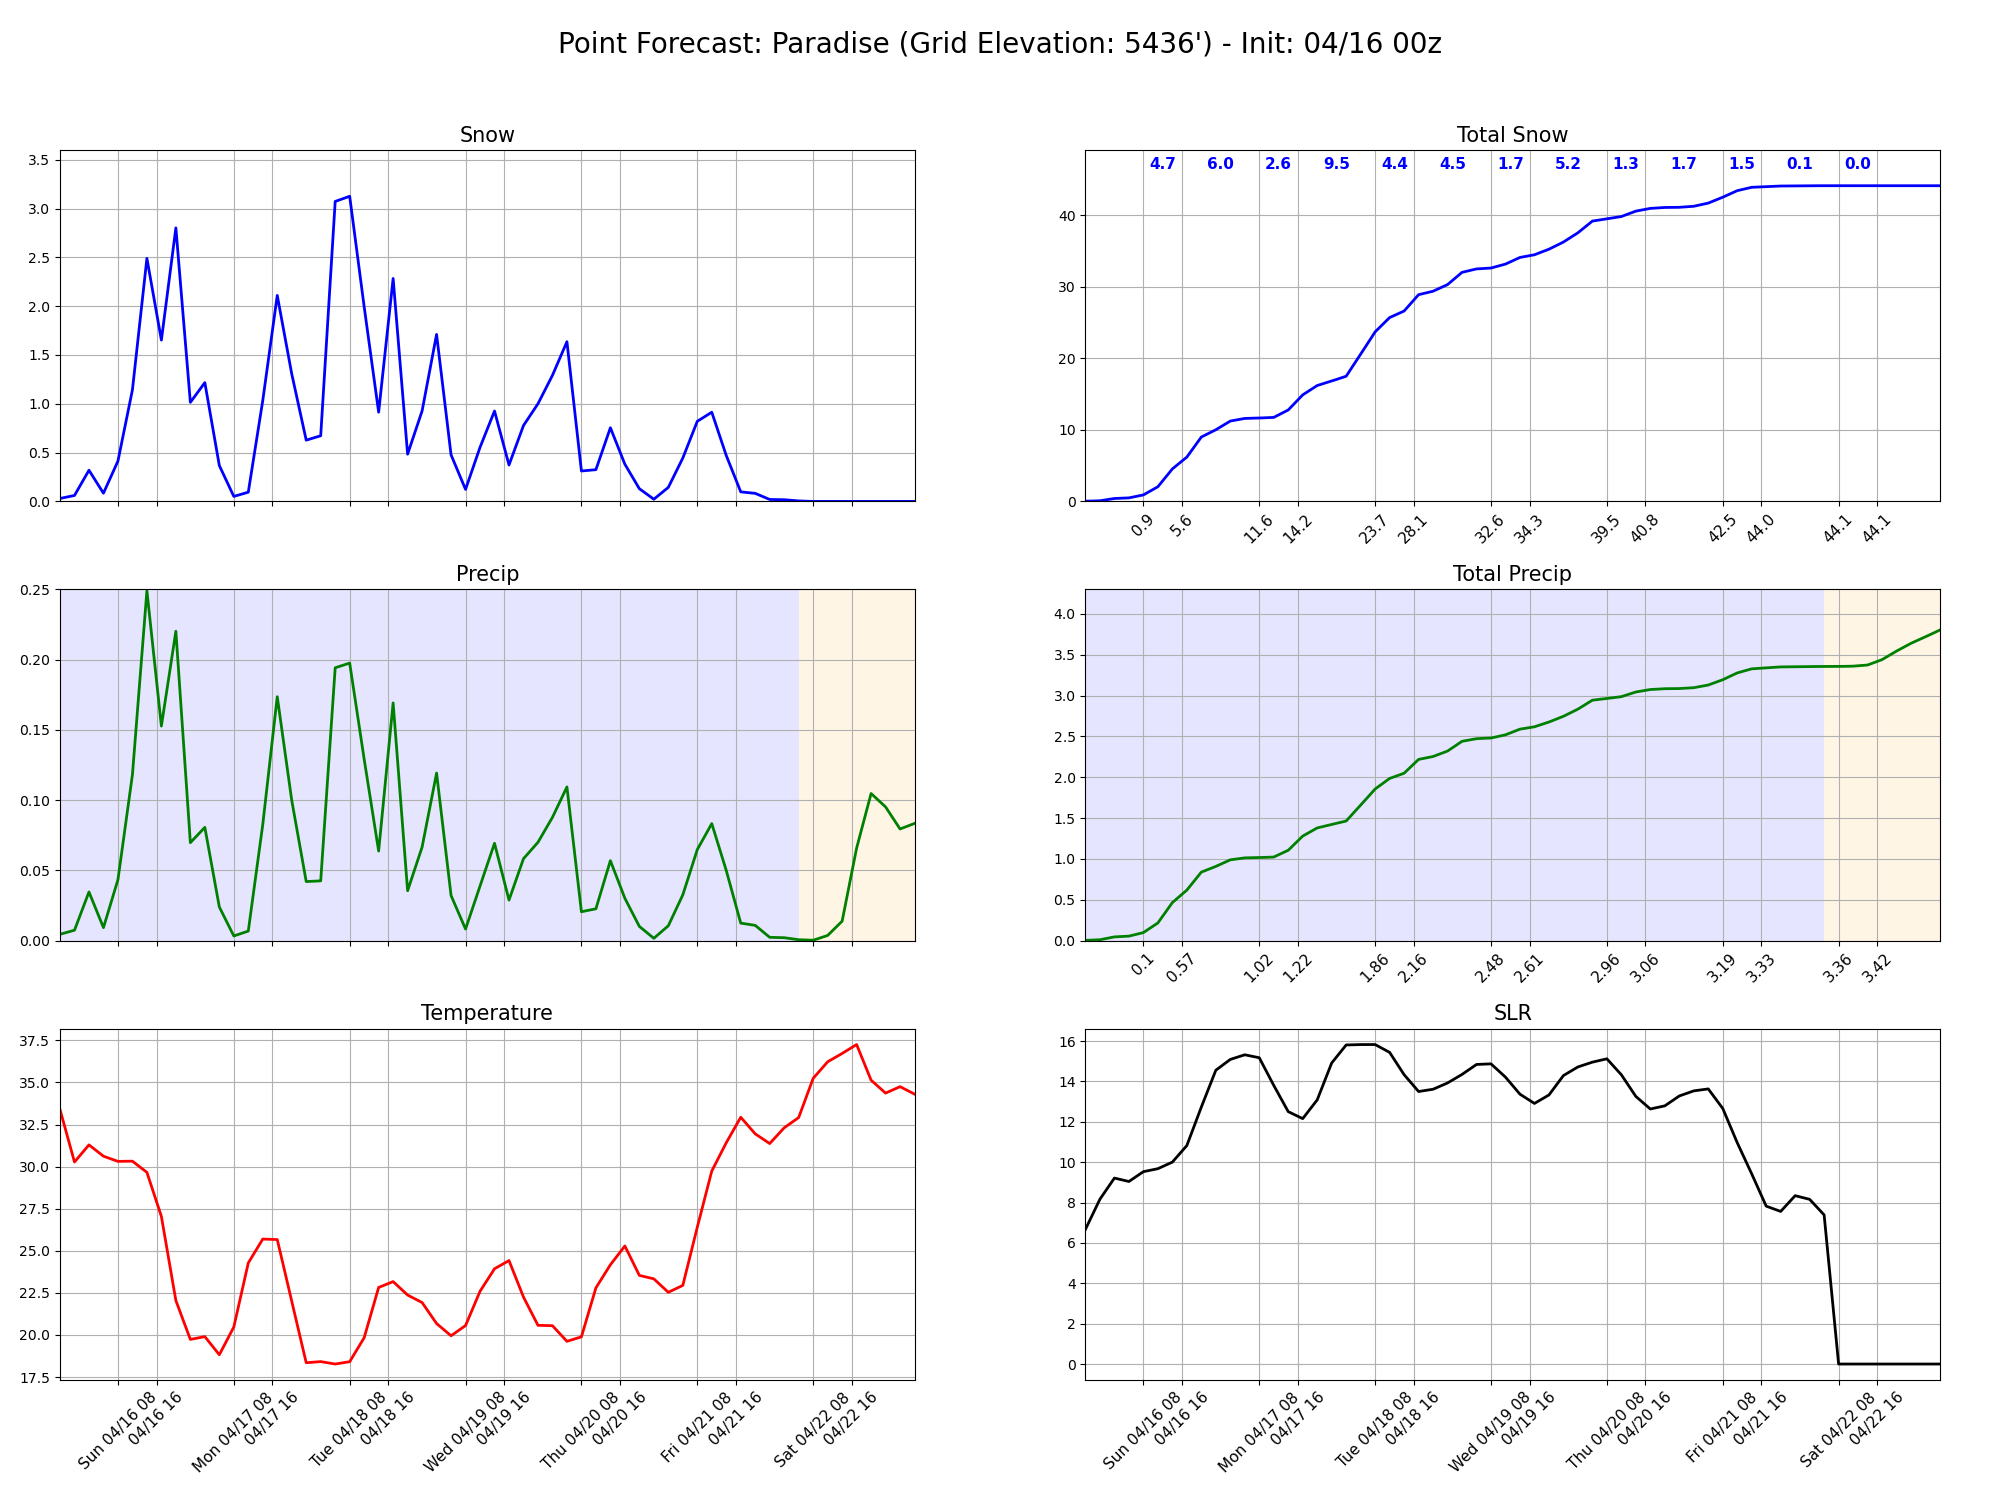 Point Forecast: Paradise (Grid Elevation: 5436') - Init: 04/16 00z
Snow
3.5
3.0
2.5
2.0
1.5
1.0
0.5
0.0
Total Snow
4.7 6.0 2.6 9.5 4.4 4.5 1.7 5.2 1.3 1.7 1.5 0.1 0.0
40
30
20
10
0
0.9 5.6 11.6 14.2 23.7 28.1 32.6 34.3 39.5 40.8 42.5 44.0 44.1 44.1
Precip
0.25
0.20
0.15
0.10
0.05
0.00
Total Precip
4.0
3.5
3.0
2.5
2.0
1.5
1.0
0.5
0.0
0.1 0.57 1.02 1.22 1.86 2.16 2.48 2.61 2.96 3.06 3.19 3.33 3.36 3.42
Temperature
37.5
35.0
32.5
30.0
27.5
25.0
22.5
20.0
17.5
Sun 04/16 08
04/16 16
Mon 04/17 08
04/17 16
Tue 04/18 08
04/18 16
Wed 04/19 08
04/19 16
Thu 04/20 08
04/20 16
Fri 04/21 08
04/21 16
Sat 04/22 08
04/22 16
SLR
16
14
12
10
8
6
4
2
0
Sun 04/16 08
04/16 16
Mon 04/17 08
04/17 16
Tue 04/18 08
04/18 16
Wed 04/19 08
04/19 16
Thu 04/20 08
04/20 16
Fri 04/21 08
04/21 16
Sat 04/22 08
04/22 16